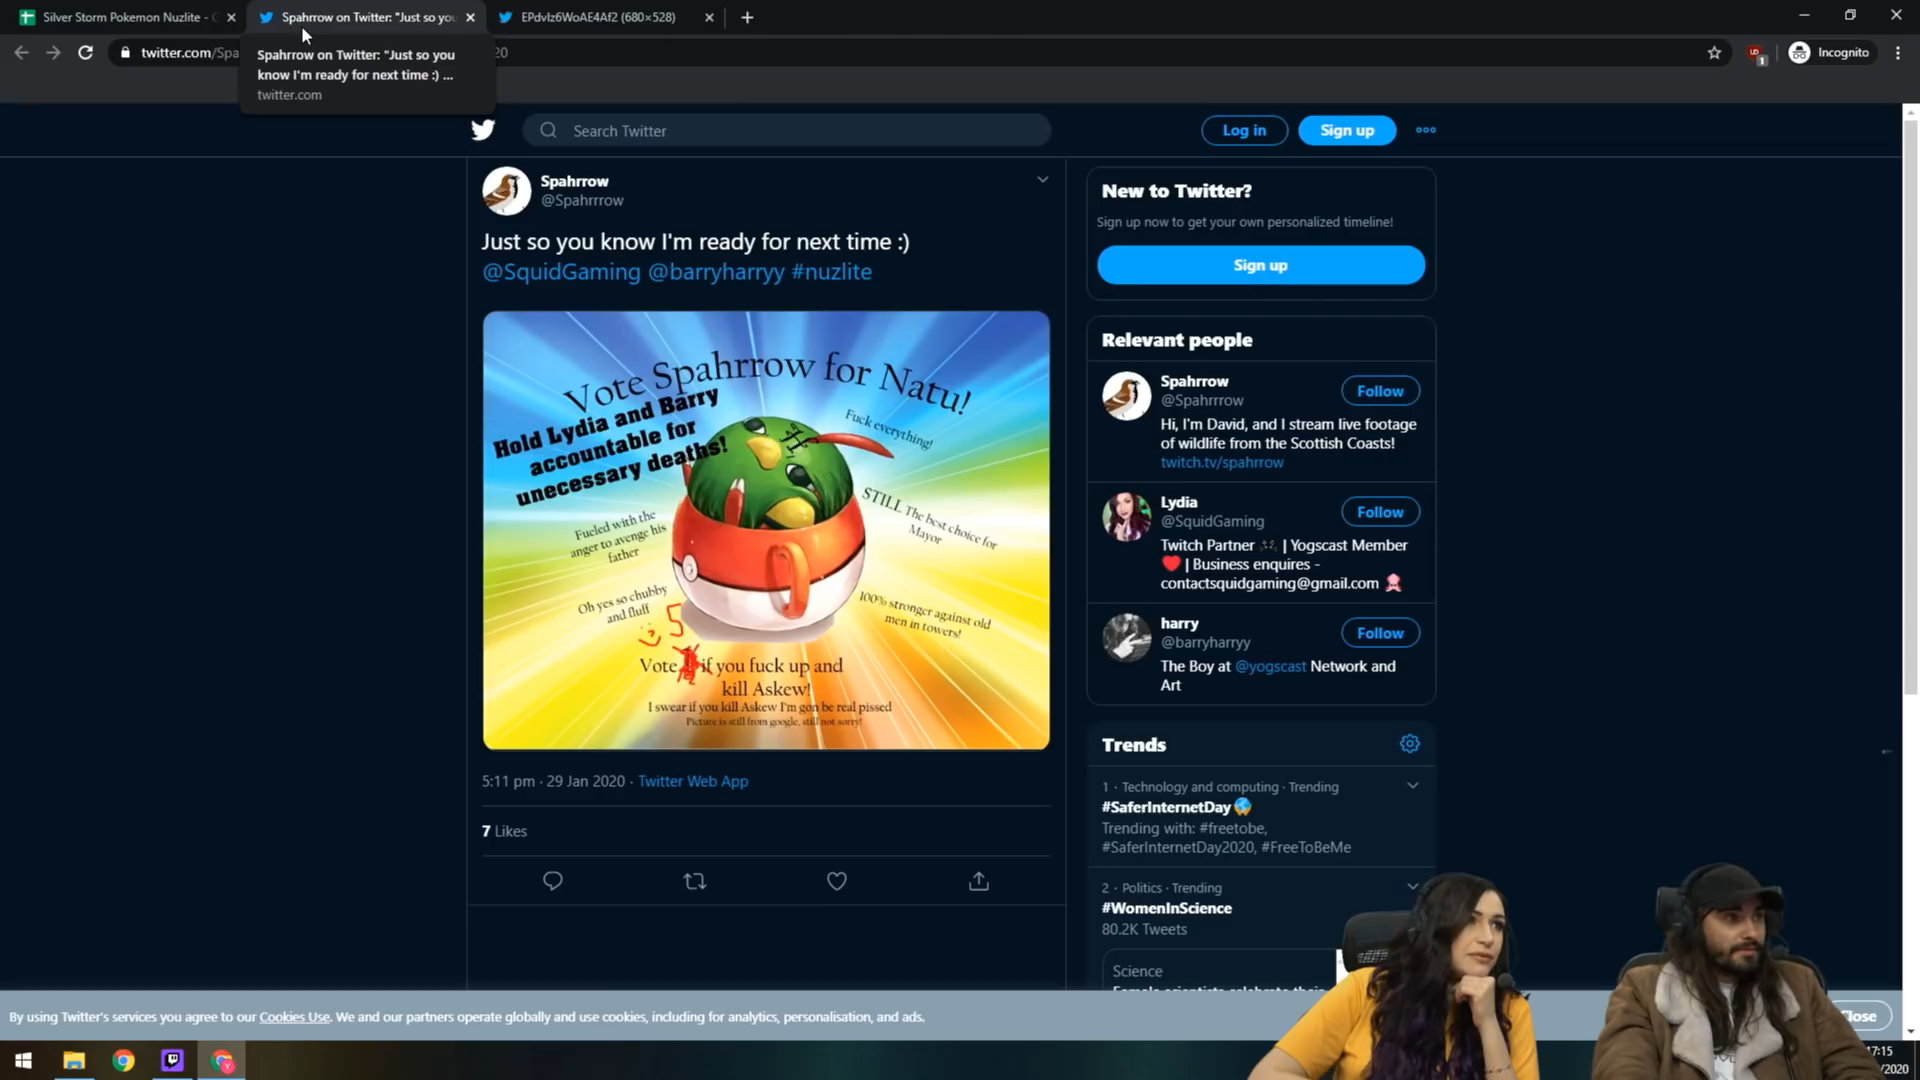 Silver Storm Pokemon Nuzlite - G
Spahrrow on Twitter: "Just so you
EPdvlz6WoAE4Af2 (680×528)
twitter.com/Spa
20
Incognito
Spahrrow on Twitter: "Just so you
know I'm ready for next time :) ...
twitter.com
Search Twitter
Log in
Sign up
Spahrrow
@Spahrrrow
Just so you know I'm ready for next time :)
@SquidGaming @barryharryy #nuzlite
Vote Spahrrow for Natu!
Hold Lydia and Barry
accountable for
unecessary deaths!
Fuck everything!
STILL The best choice for
Mayor
Fueled with the
anger to avenge his
father
Oh yes so chubby
and fluff
100% stronger against old
men in towers!
5
Vote if you fuck up and
kill Askew!
I swear if you kill Askew I'm gon be real pissed
Picture is still from google, still not sorry!
5:11 pm · 29 Jan 2020 · Twitter Web App
7 Likes
New to Twitter?
Sign up now to get your own personalized timeline!
Sign up
Relevant people
Spahrrow
@Spahrrrow
Follow
Hi, I'm David, and I stream live footage
of wildlife from the Scottish Coasts!
twitch.tv/spahrrow
Lydia
@SquidGaming
Follow
Twitch Partner | Yogscast Member
| Business enquires -
contactsquidgaming@gmail.com
harry
@barryharryy
Follow
The Boy at @yogscast Network and
Art
Trends
1 · Technology and computing · Trending
#SaferInternetDay
Trending with: #freetobe,
#SaferInternetDay2020, #FreeToBeMe
2 · Politics · Trending
#WomenInScience
80.2K Tweets
Science
Female scientists celebrate their
By using Twitter's services you agree to our Cookies Use. We and our partners operate globally and use cookies, including for analytics, personalisation, and ads.
Close
17:15
/2020